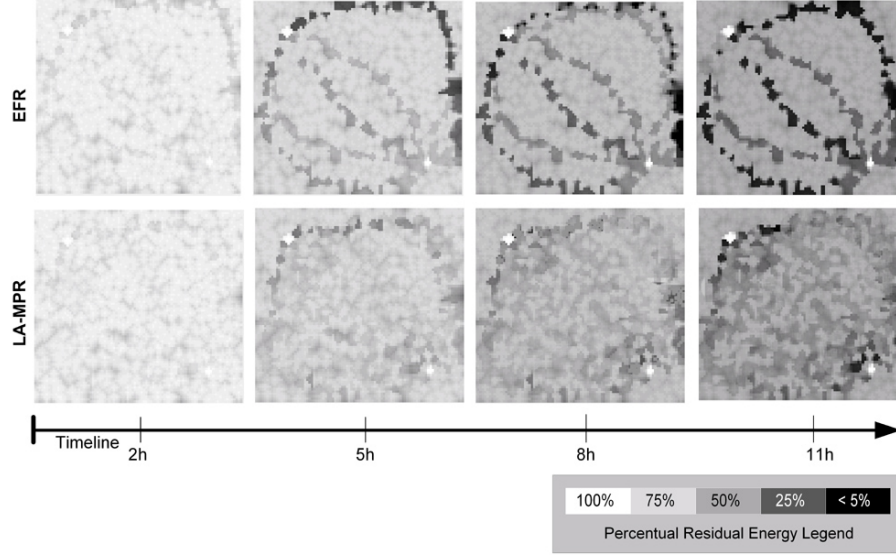 EFR
LA-MPR
Timeline
2h
5h
8h
11h
100% 75% 50% 25% < 5%
Percentual Residual Energy Legend